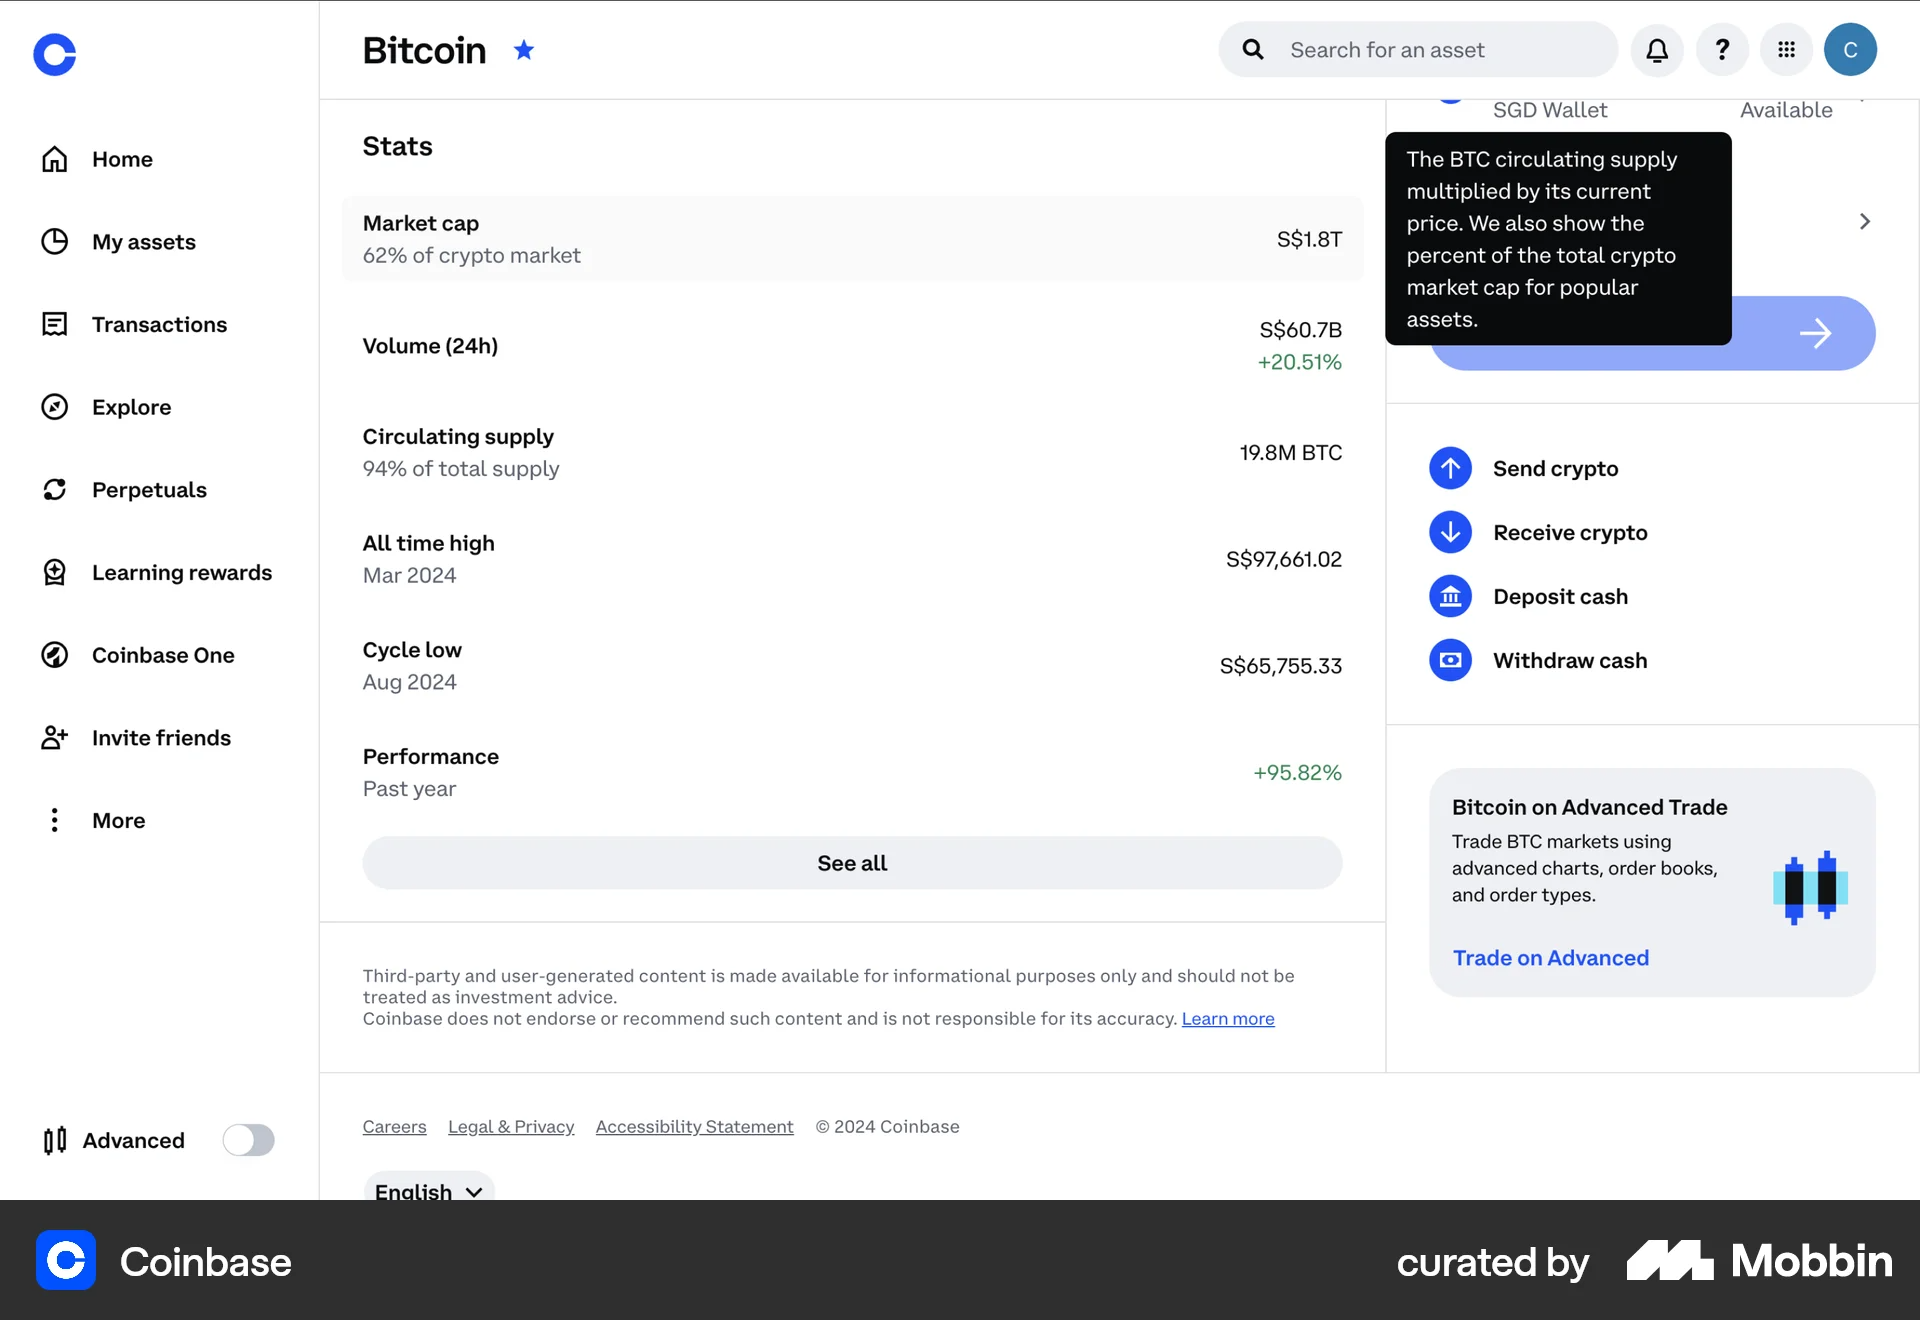 Bitcoin
Search for an asset
?
C
Home
My assets
Transactions
Explore
Perpetuals
Learning rewards
Coinbase One
Invite friends
More
Advanced
Stats
Market cap
62% of crypto market
S$1.8T
Volume (24h)
S$60.7B
+20.51%
Circulating supply
94% of total supply
19.8M BTC
All time high
Mar 2024
S$97,661.02
Cycle low
Aug 2024
S$65,755.33
Performance
Past year
+95.82%
See all
Third-party and user-generated content is made available for informational purposes only and should not be
treated as investment advice.
Coinbase does not endorse or recommend such content and is not responsible for its accuracy. Learn more
Careers Legal & Privacy Accessibility Statement © 2024 Coinbase
English
SGD Wallet
Available
The BTC circulating supply
multiplied by its current
price. We also show the
percent of the total crypto
market cap for popular
assets.
Send crypto
Receive crypto
Deposit cash
Withdraw cash
Bitcoin on Advanced Trade
Trade BTC markets using
advanced charts, order books,
and order types.
Trade on Advanced
Coinbase
curated by
Mobbin